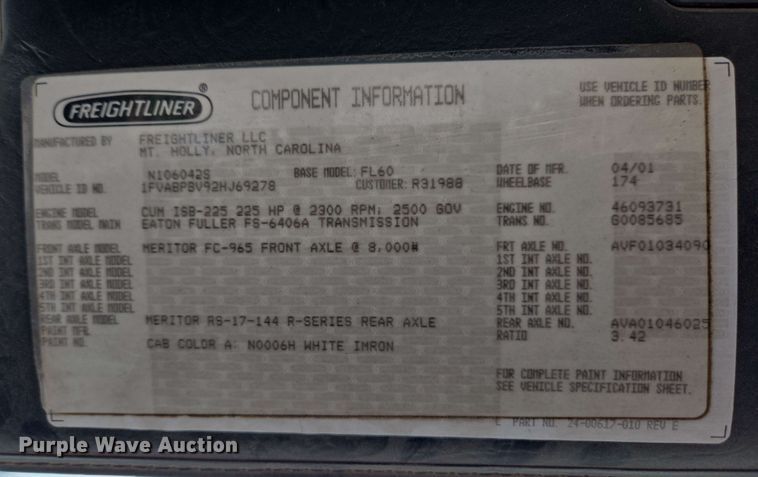 FREIGHTLINER ®
COMPONENT INFORMATION
USE VEHICLE ID NUMBER
WHEN ORDERING PARTS.
MANUFACTURED BY FREIGHTLINER LLC
MT. HOLLY, NORTH CAROLINA
MODEL N106042S BASE MODEL: FL60 DATE OF MFR. 04/01
VEHICLE ID NO. 1FVABPBV92HJ69278 CUSTOMER: R31988 WHEELBASE 174
ENGINE MODEL CUM ISB-225 225 HP @ 2300 RPM; 2500 GOV ENGINE NO. 46093731
TRANS MODEL MAIN EATON FULLER FS-6406A TRANSMISSION TRANS NO. G0085685
FRONT AXLE MODEL MERITOR FC-965 FRONT AXLE @ 8,000# FRT AXLE NO. AVF01034090
1ST INT AXLE MODEL 1ST INT AXLE NO.
2ND INT AXLE MODEL 2ND INT AXLE NO.
3RD INT AXLE MODEL 3RD INT AXLE NO.
4TH INT AXLE MODEL 4TH INT AXLE NO.
5TH INT AXLE MODEL 5TH INT AXLE NO.
REAR AXLE MODEL MERITOR RS-17-144 R-SERIES REAR AXLE REAR AXLE NO. AVA01046025
PAINT MFR. RATIO 3.42
PAINT NO. CAB COLOR A: N0006H WHITE IMRON
FOR COMPLETE PAINT INFORMATION
SEE VEHICLE SPECIFICATION SHEET.
PART NO. 24-00617-010 REV E
Purple Wave Auction